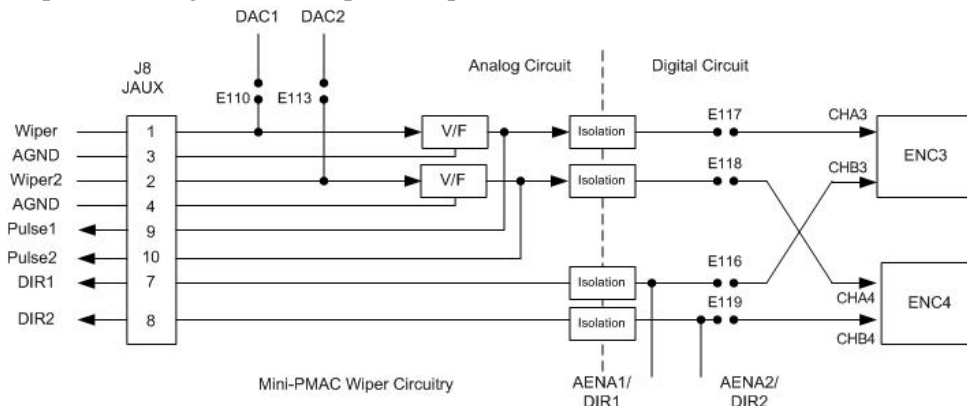 DAC1 DAC2
J8
JAUX
Analog Circuit Digital Circuit
E110 E113
E117 CHA3
Wiper 1 V/F Isolation
AGND 3
E118 ENC3
CHB3
Wiper2 2 V/F Isolation
AGND 4
Pulse1 9
Pulse2 10
E116
DIR1 7 Isolation
E119 CHA4 ENC4
DIR2 8 Isolation
CHB4
Mini-PMAC Wiper Circuitry
AENA1/
DIR1
AENA2/
DIR2